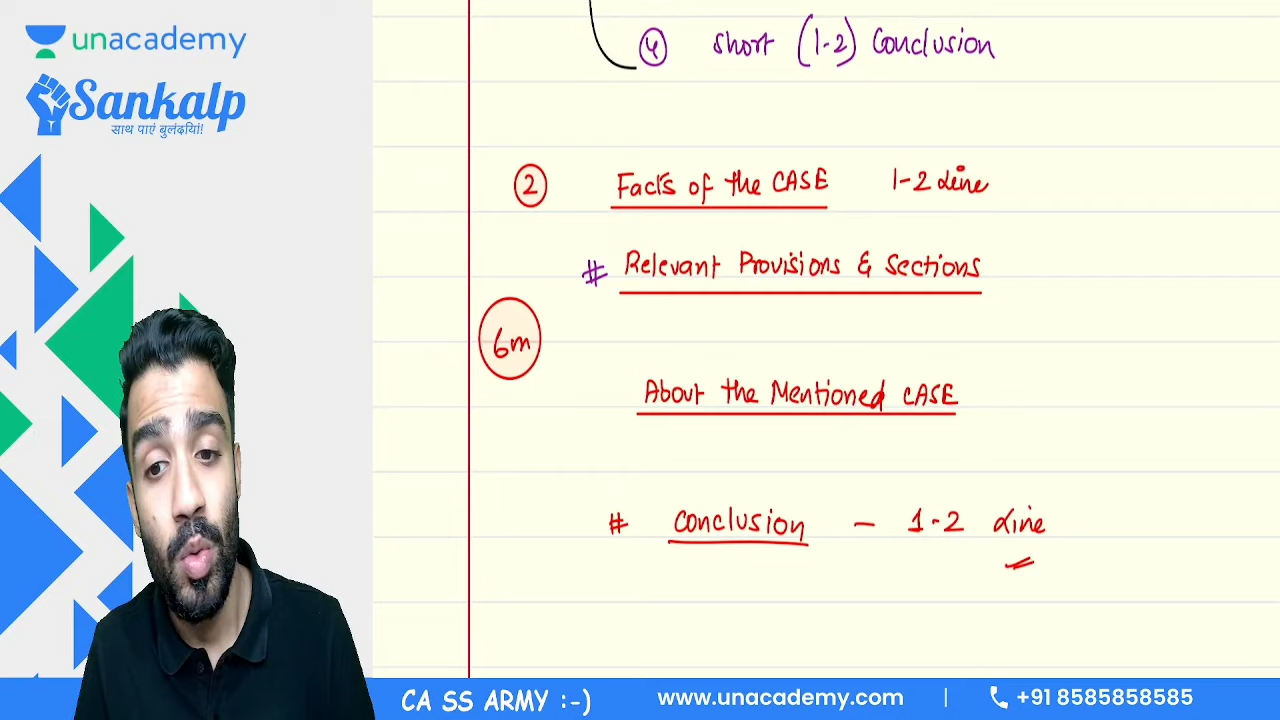 unacademy
Sankalp
साथ पाएं बुलंदियां!
4 Short (1-2) Conclusion
2 Facts of the CASE 1-2 Line
# Relevant Provisions & Sections
6m
About the Mentioned CASE
# Conclusion - 1-2 Line
CA SS ARMY :-) www.unacademy.com | +91 8585858585